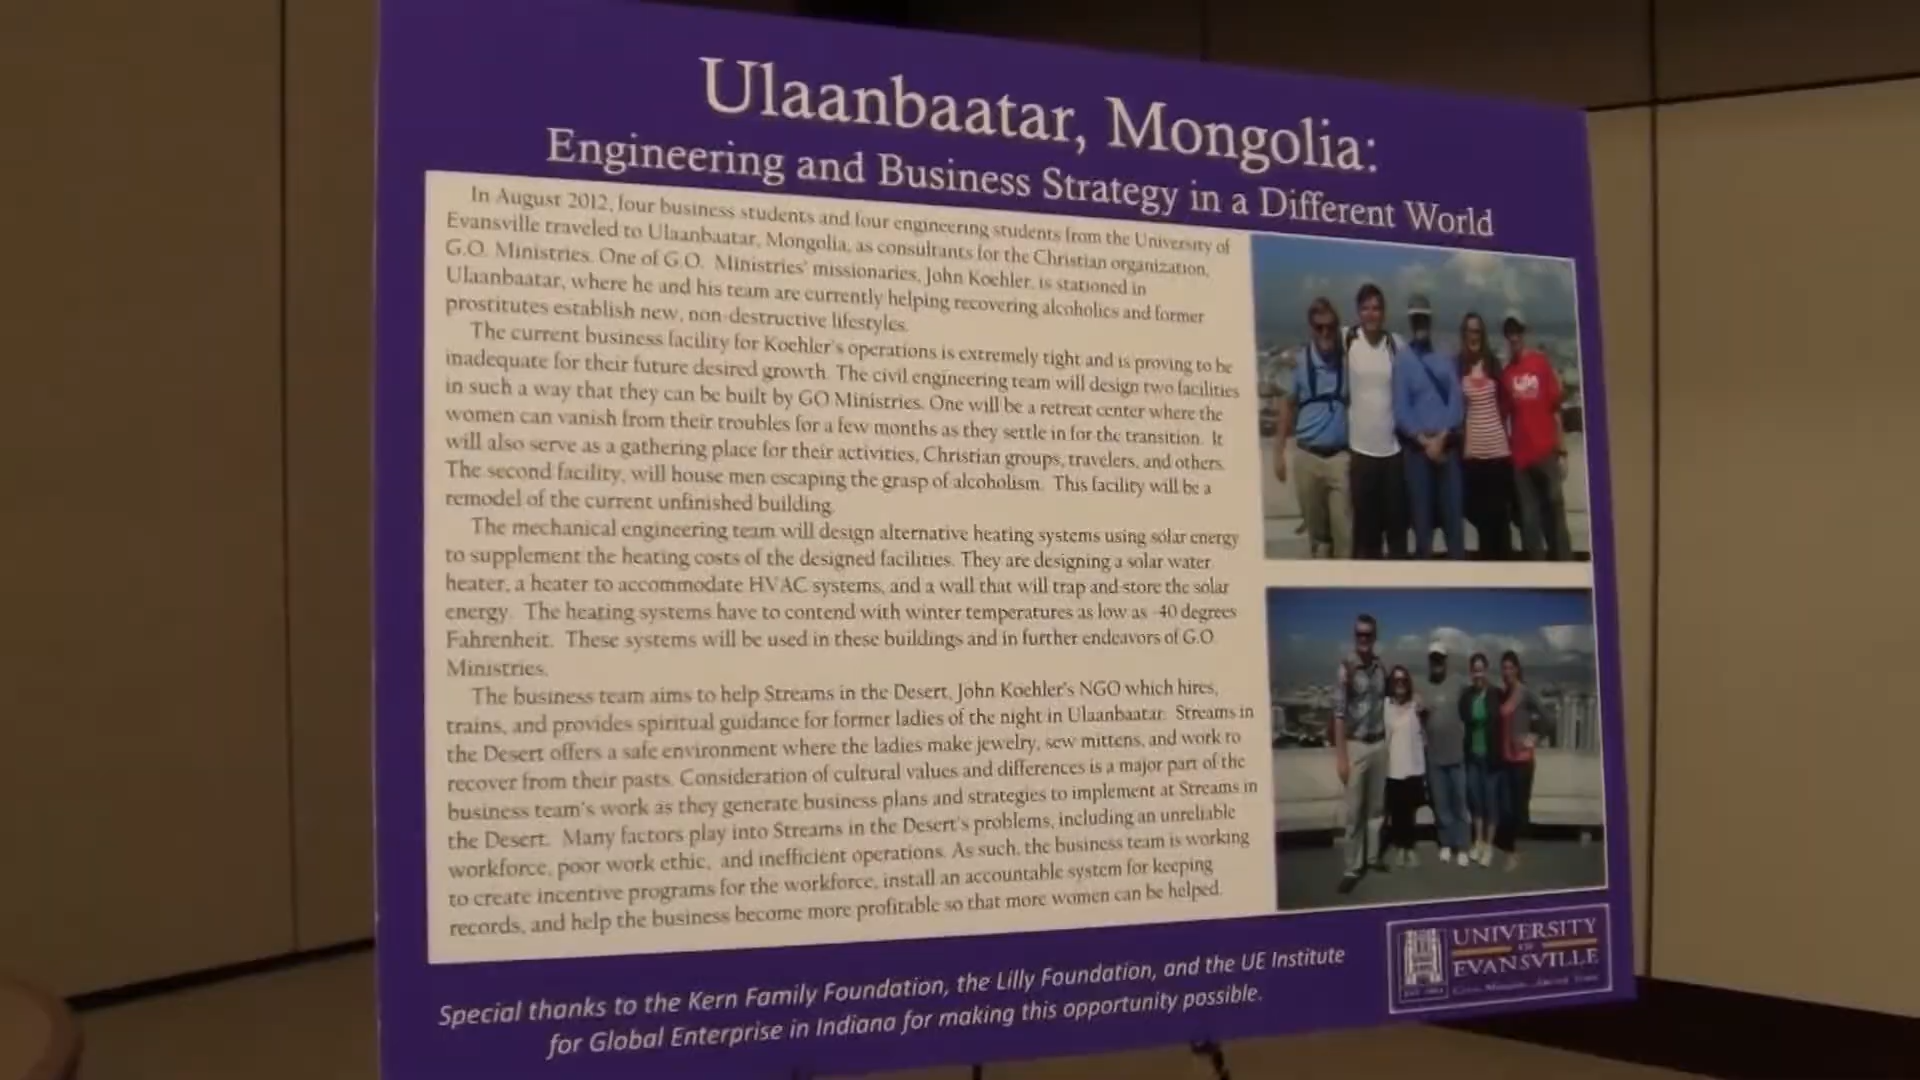 Ulaanbaatar, Mongolia:
Engineering and Business Strategy in a Different World
In August 2012, four business students and four engineering students from the University of
Evansville traveled to Ulaanbaatar, Mongolia, as consultants for the Christian organization,
G.O. Ministries. One of G.O. Ministries' missionaries, John Koehler, is stationed in
Ulaanbaatar, where he and his team are currently helping recovering alcoholics and former
prostitutes establish new, non-destructive lifestyles.
The current business facility for Koehler's operations is extremely tight and is proving to be
inadequate for their future desired growth. The civil engineering team will design two facilities
in such a way that they can be built by GO Ministries. One will be a retreat center where the
women can vanish from their troubles for a few months as they settle in for the transition. It
will also serve as a gathering place for their activities, Christian groups, travelers, and others.
The second facility, will house men escaping the grasp of alcoholism. This facility will be a
remodel of the current unfinished building.
The mechanical engineering team will design alternative heating systems using solar energy
to supplement the heating costs of the designed facilities. They are designing a solar water
heater, a heater to accommodate HVAC systems, and a wall that will trap and store the solar
energy. The heating systems have to contend with winter temperatures as low as -40 degrees
Fahrenheit. These systems will be used in these buildings and in further endeavors of G.O.
Ministries.
The business team aims to help Streams in the Desert, John Koehler's NGO which hires,
trains, and provides spiritual guidance for former ladies of the night in Ulaanbaatar. Streams in
the Desert offers a safe environment where the ladies make jewelry, sew mittens, and work to
recover from their pasts. Consideration of cultural values and differences is a major part of the
business team's work as they generate business plans and strategies to implement at Streams in
the Desert. Many factors play into Streams in the Desert's problems, including an unreliable
workforce, poor work ethic, and inefficient operations. As such, the business team is working
to create incentive programs for the workforce, install an accountable system for keeping
records, and help the business become more profitable so that more women can be helped.
Special thanks to the Kern Family Foundation, the Lilly Foundation, and the UE Institute
for Global Enterprise in Indiana for making this opportunity possible.
UNIVERSITY
OF
EVANSVILLE